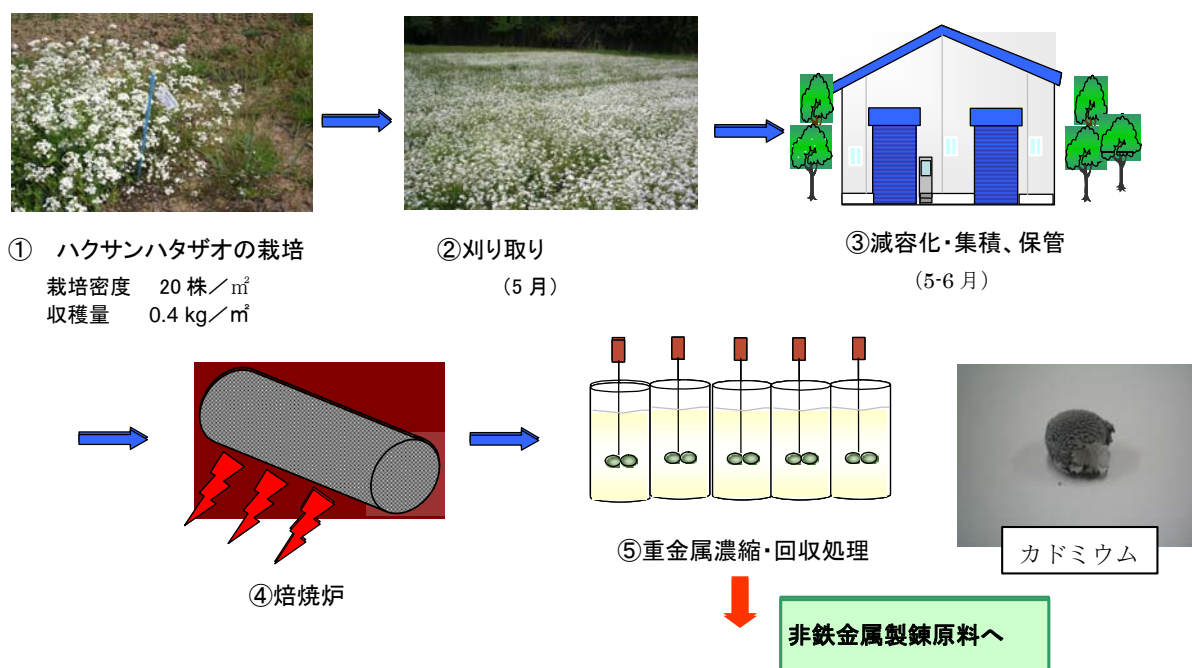 ① ハクサンハタザオの栽培
栽培密度 20 株／㎡
収穫量 0.4 kg／㎡
②刈り取り
（5 月）
③減容化・集積、保管
（5-6 月）
④焙焼炉
⑤重金属濃縮・回収処理
カドミウム
非鉄金属製錬原料へ